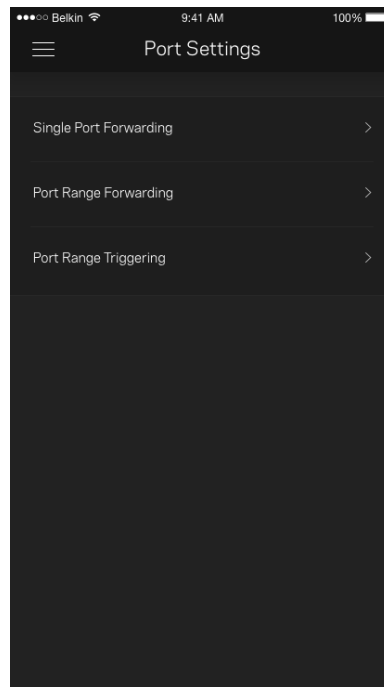 Belkin 9:41 AM 100%
Port Settings
Single Port Forwarding
Port Range Forwarding
Port Range Triggering